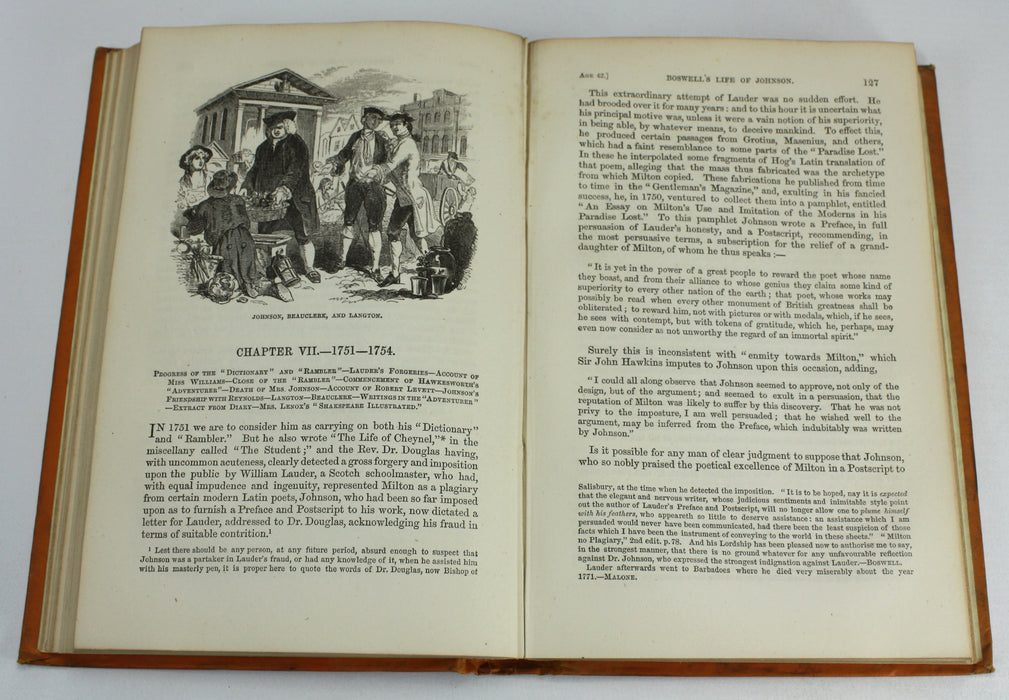 JOHNSON, BEAUCLERK, AND LANGTON.
CHAPTER VII.—1751—1754.
Progress of the "Dictionary" and "Rambler"—Lauder's Forgeries—Account of
Miss Williams—Close of the "Rambler"—Commencement of Hawkesworth's
"Adventurer"—Death of Mrs. Johnson—Account of Robert Levett—Johnson's
Friendship with Reynolds—Langton—Beauclerk—Writings in the "Adventurer"
—Extract from Diary—Mrs. Lenox's "Shakespeare Illustrated."
IN 1751 we are to consider him as carrying on both his "Dictionary"
and "Rambler." But he also wrote "The Life of Cheynel,"* in the
miscellany called "The Student;" and the Rev. Dr. Douglas having,
with uncommon acuteness, clearly detected a gross forgery and imposition
upon the public by William Lauder, a Scotch schoolmaster, who had,
with equal impudence and ingenuity, represented Milton as a plagiary
from certain modern Latin poets, Johnson, who had been so far imposed
upon as to furnish a Preface and Postscript to his work, now dictated a
letter for Lauder, addressed to Dr. Douglas, acknowledging his fraud in
terms of suitable contrition.¹
¹ Lest there should be any person, at any future period, absurd enough to suspect that
Johnson was a partaker in Lauder's fraud, or had any knowledge of it, when he assisted him
with his masterly pen, it is proper here to quote the words of Dr. Douglas, now Bishop of
Age 42.] BOSWELL'S LIFE OF JOHNSON. 127
This extraordinary attempt of Lauder was no sudden effort. He
had brooded over it for many years: and to this hour it is uncertain what
his principal motive was, unless it were a vain notion of his superiority,
in being able, by whatever means, to deceive mankind. To effect this,
he produced certain passages from Grotius, Masenius, and others,
which had a faint resemblance to some parts of the "Paradise Lost."
In these he interpolated some fragments of Hog's Latin translation of
that poem, alleging that the mass thus fabricated was the archetype
from which Milton copied. These fabrications he published from time
to time in the "Gentleman's Magazine," and, exulting in his fancied
success, he, in 1750, ventured to collect them into a pamphlet, entitled
"An Essay on Milton's Use and Imitation of the Moderns in his
Paradise Lost." To this pamphlet Johnson wrote a Preface, in full
persuasion of Lauder's honesty, and a Postscript, recommending, in
the most persuasive terms, a subscription for the relief of a grand-
daughter of Milton, of whom he thus speaks:—
"It is yet in the power of a great people to reward the poet whose name
they boast, and from their alliance to whose genius they claim some kind of
superiority to every other nation of the earth; that poet, whose works may
possibly be read when every other monument of British greatness shall be
obliterated; to reward him, not with pictures or with medals, which, if he sees,
he sees with contempt, but with tokens of gratitude, which he, perhaps, may
even now consider as not unworthy the regard of an immortal spirit."
Surely this is inconsistent with "enmity towards Milton," which
Sir John Hawkins imputes to Johnson upon this occasion, adding,
"I could all along observe that Johnson seemed to approve, not only of the
design, but of the argument; and seemed to exult in a persuasion, that the
reputation of Milton was likely to suffer by this discovery. That he was not
privy to the imposture, I am well persuaded; that he wished well to the
argument, may be inferred from the Preface, which indubitably was written
by Johnson."
Is it possible for any man of clear judgment to suppose that Johnson,
who so nobly praised the poetical excellence of Milton in a Postscript to
Salisbury, at the time when he detected the imposition. "It is to be hoped, nay it is expected
that the elegant and nervous writer, whose judicious sentiments and inimitable style point
out the author of Lauder's Preface and Postscript, will no longer allow one to plume himself
with his feathers, who appeareth so little to deserve assistance: an assistance which I am
persuaded would never have been communicated, had there been the least suspicion of those
facts which I have been the instrument of conveying to the world in these sheets." "Milton
no Plagiary," 2nd edit. p.78. And his Lordship has been pleased now to authorise me to say,
in the strongest manner, that there is no ground whatever for any unfavourable reflection
against Dr. Johnson, who expressed the strongest indignation against Lauder.—Boswell.
Lauder afterwards went to Barbadoes where he died very miserably about the year
1771.—Malone.